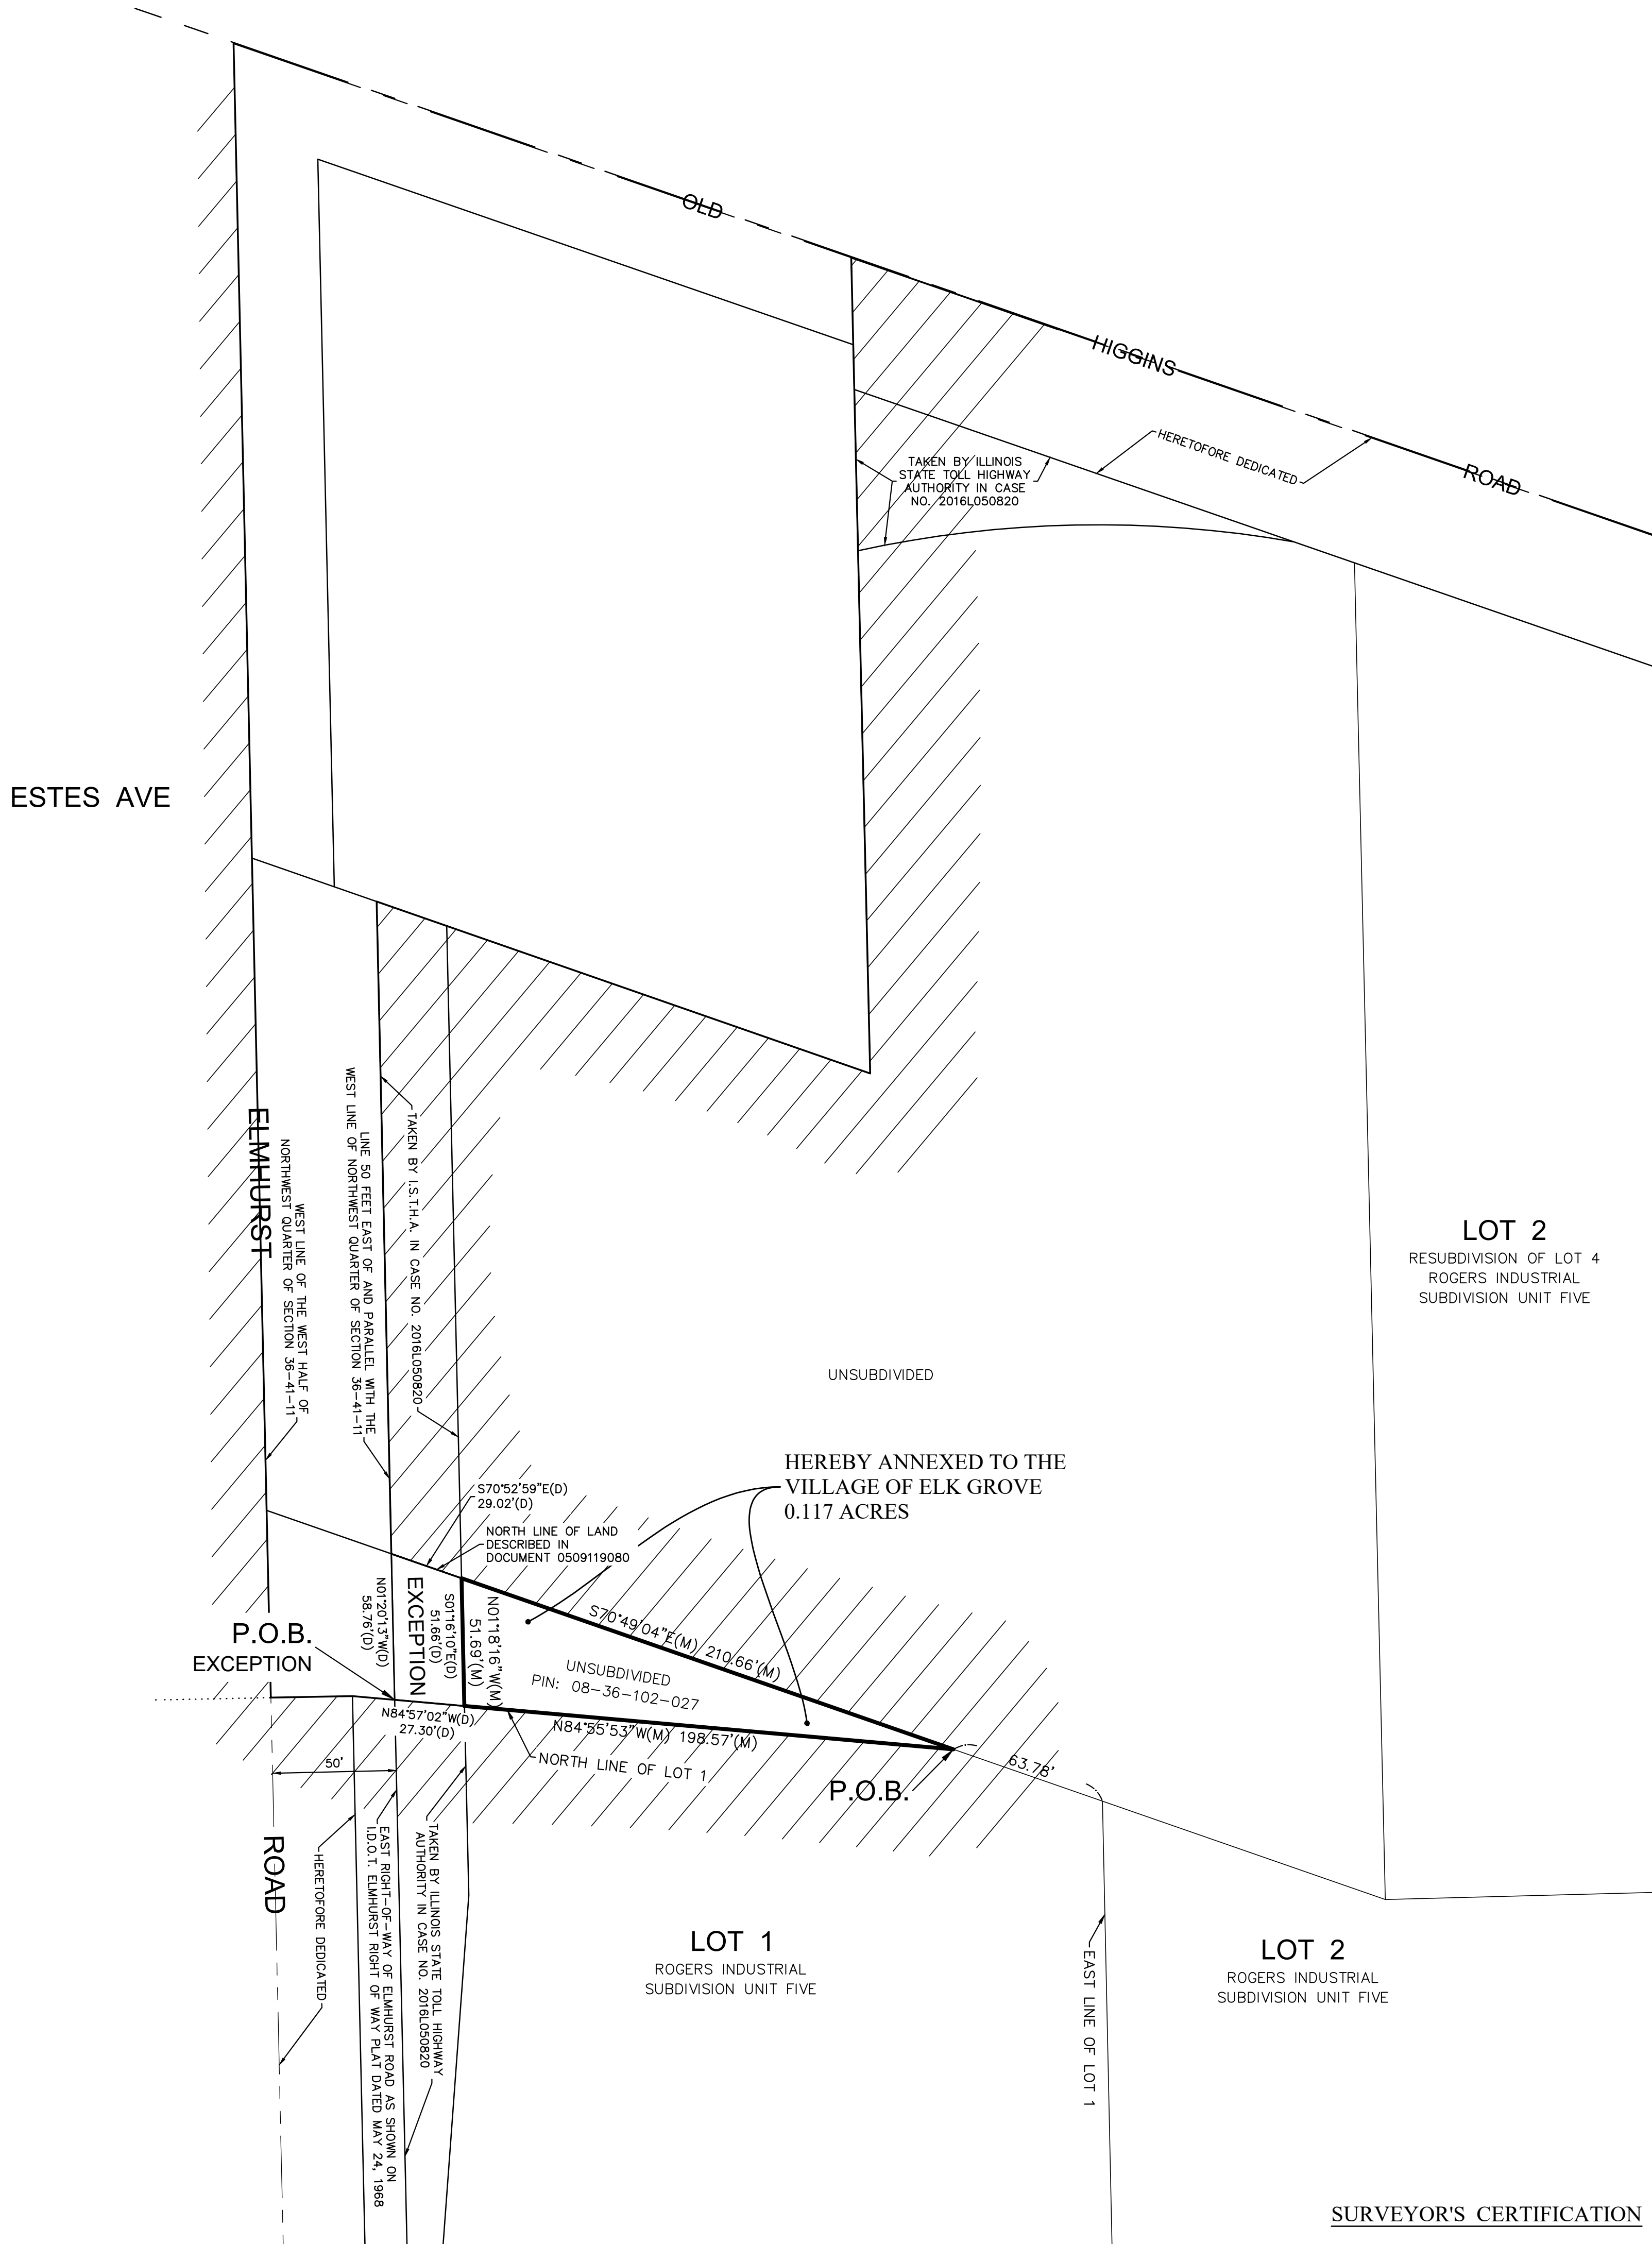 OLD
HIGGINS
ROAD
HERETOFORE DEDICATED
TAKEN BY ILLINOIS
STATE TOLL HIGHWAY
AUTHORITY IN CASE
NO. 2016L050820
ESTES AVE
ELMHURST
WEST LINE OF THE WEST HALF OF
NORTHWEST QUARTER OF SECTION 36-41-11
LINE 50 FEET EAST OF AND PARALLEL WITH THE
WEST LINE OF NORTHWEST QUARTER OF SECTION 36-41-11
TAKEN BY I.S.T.H.A. IN CASE NO. 2016L050820
LOT 2
RESUBDIVISION OF LOT 4
ROGERS INDUSTRIAL
SUBDIVISION UNIT FIVE
UNSUBDIVIDED
HEREBY ANNEXED TO THE
VILLAGE OF ELK GROVE
0.117 ACRES
S70°52'59"E(D)
29.02'(D)
NORTH LINE OF LAND
DESCRIBED IN
DOCUMENT 0509119080
N01°20'13"W(D)
58.76'(D)
EXCEPTION
S01°16'10"E(D)
51.66'(D)
N01°18'16"W(M)
51.69'(M)
S70°49'04"E(M) 210.66'(M)
UNSUBDIVIDED
PIN: 08-36-102-027
P.O.B.
EXCEPTION
N84°57'02"W(D)
27.30'(D)
N84°55'53"W(M) 198.57'(M)
NORTH LINE OF LOT 1
50'
P.O.B.
63.78'
ROAD
HERETOFORE DEDICATED
EAST RIGHT-OF-WAY OF ELMHURST ROAD AS SHOWN ON
I.D.O.T. ELMHURST RIGHT OF WAY PLAT DATED MAY 24, 1968
TAKEN BY ILLINOIS STATE TOLL HIGHWAY
AUTHORITY IN CASE NO. 2016L050820
LOT 1
ROGERS INDUSTRIAL
SUBDIVISION UNIT FIVE
EAST LINE OF LOT 1
LOT 2
ROGERS INDUSTRIAL
SUBDIVISION UNIT FIVE
SURVEYOR'S CERTIFICATION